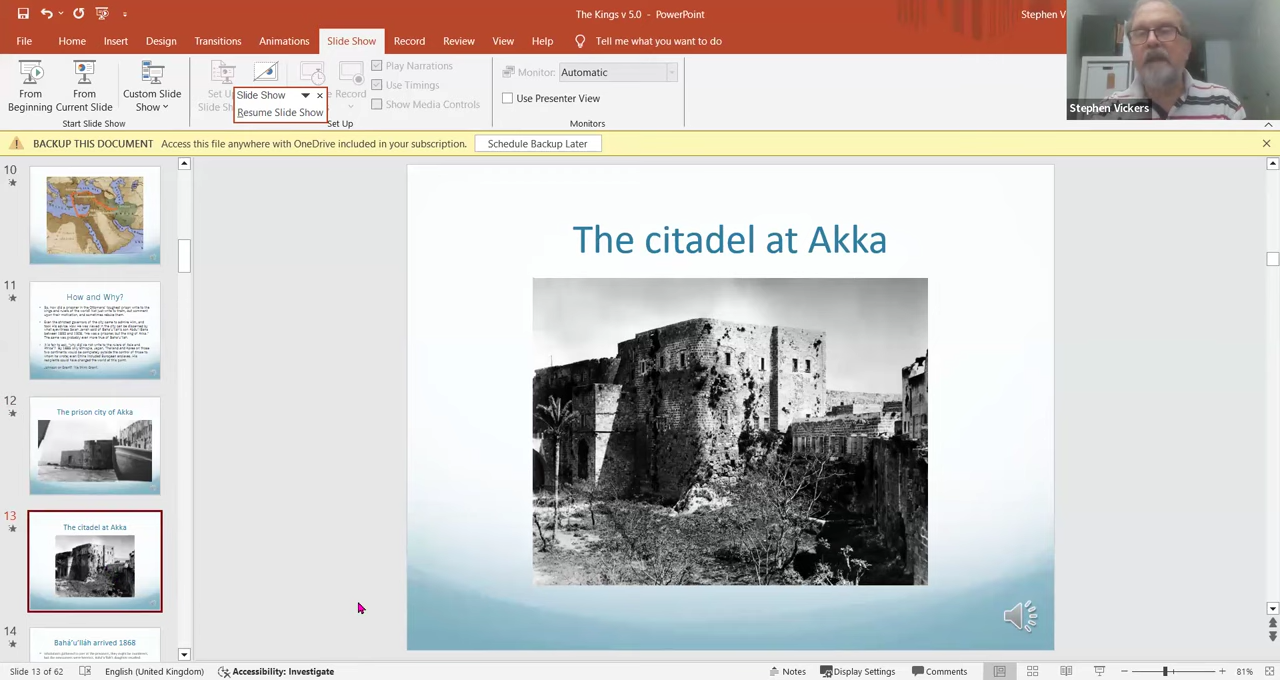 The Kings v 5.0 - PowerPoint
Stephen V
File Home Insert Design Transitions Animations Slide Show Record Review View Help Tell me what you want to do
From Beginning
From Current Slide
Custom Slide Show
Start Slide Show
Set Up
Slide Show
Resume Slide Show
Record
Play Narrations
Use Timings
Show Media Controls
Set Up
Monitor: Automatic
Use Presenter View
Monitors
Stephen Vickers
BACKUP THIS DOCUMENT Access this file anywhere with OneDrive included in your subscription. Schedule Backup Later
10
11
How and Why?
12
The prison city of Akka
13
The citadel at Akka
14
Bahá'u'lláh arrived 1868
The citadel at Akka
Slide 13 of 62 English (United Kingdom) Accessibility: Investigate Notes Display Settings Comments 81%